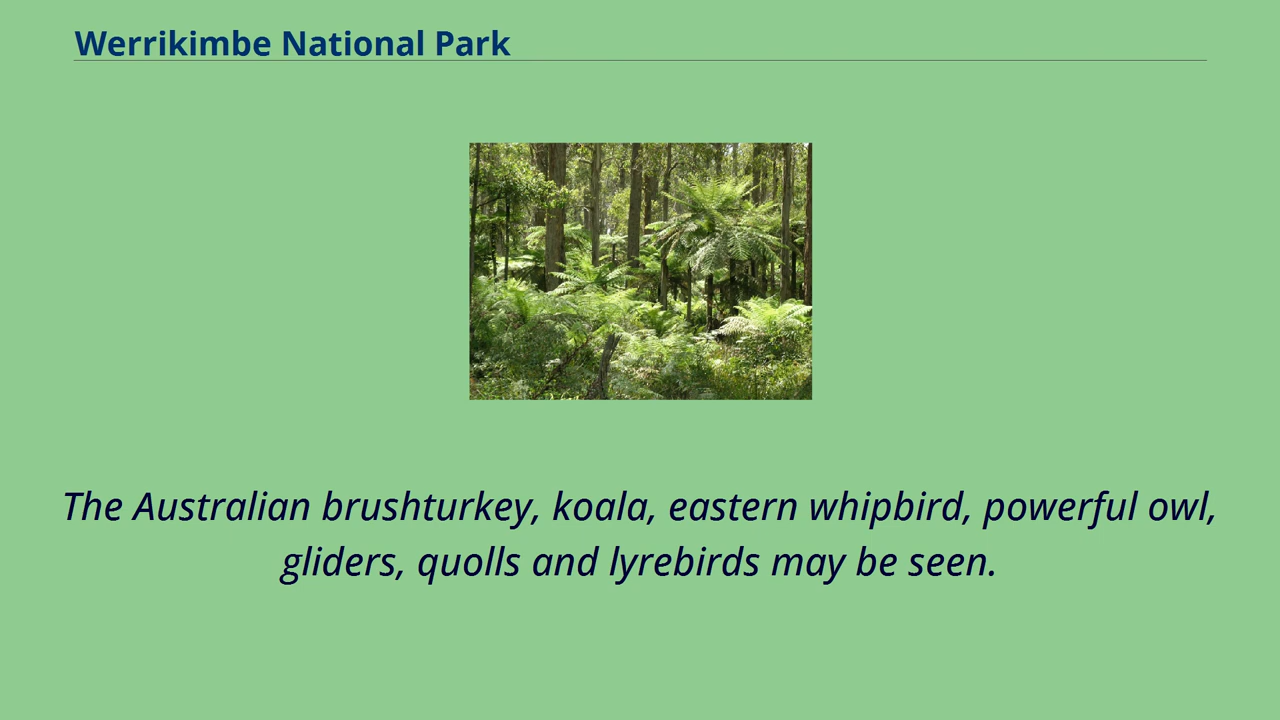 Werrikimbe National Park
The Australian brushturkey, koala, eastern whipbird, powerful owl,
gliders, quolls and lyrebirds may be seen.